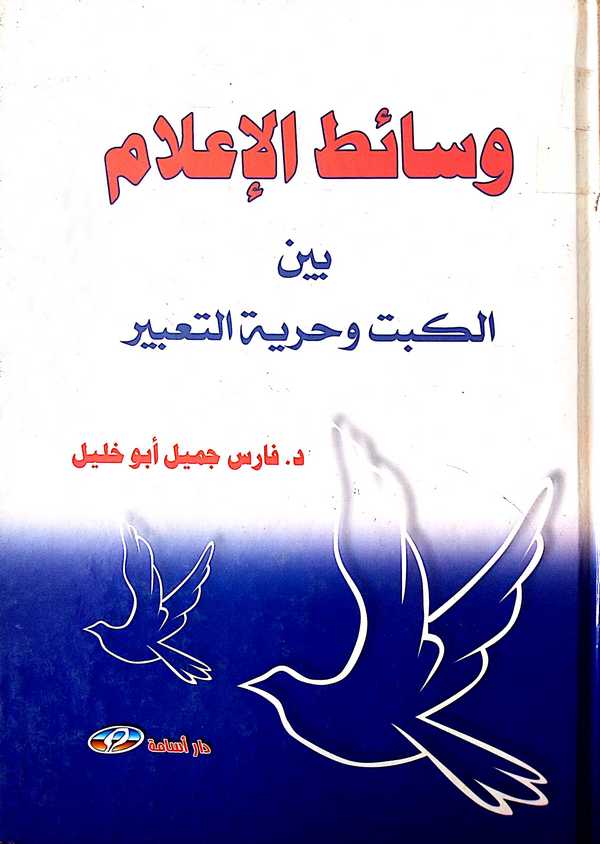 وسائط الإعلام
بين
الكبت وحرية التعبير
د. فارس جميل أبو خليل
دار أسامة